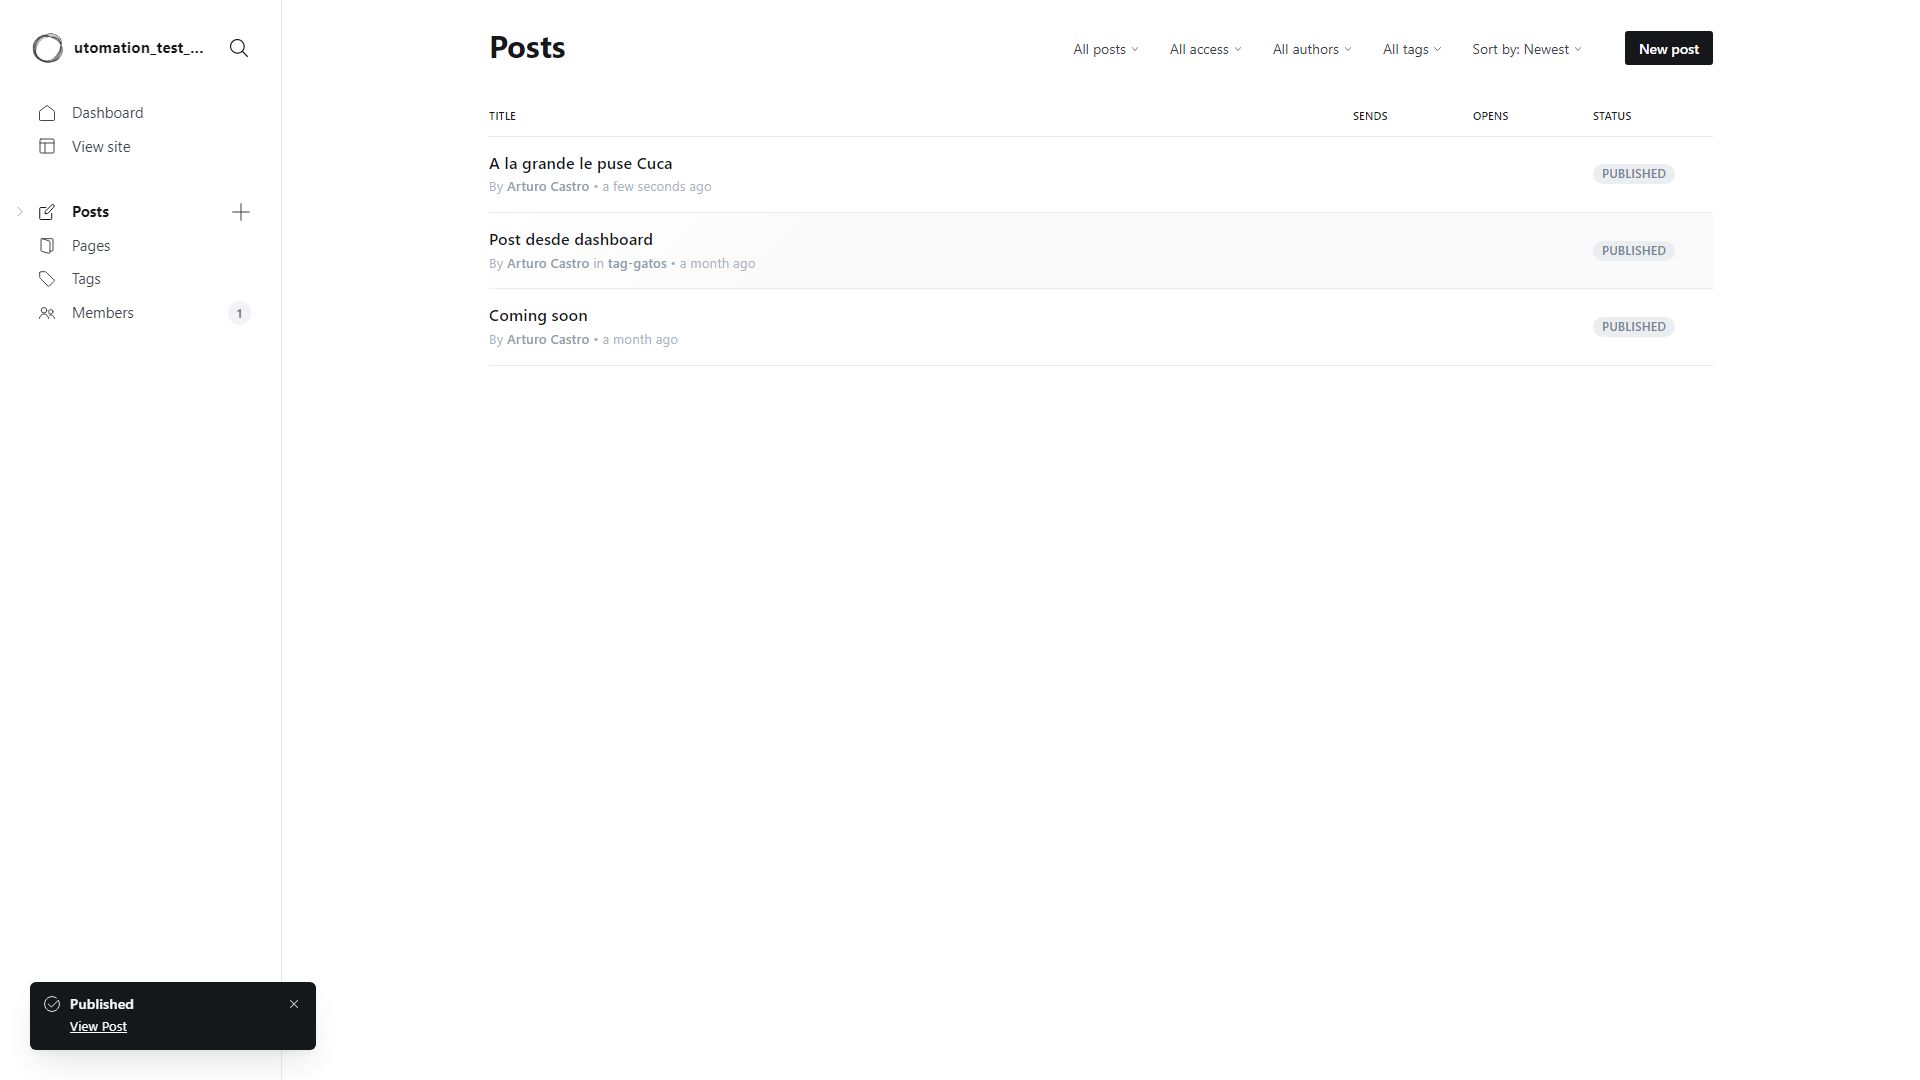 utomation_test_...
Dashboard
View site
Posts
Pages
Tags
Members
1
Posts
All posts
All access
All authors
All tags
Sort by: Newest
New post
TITLE
SENDS
OPENS
STATUS
A la grande le puse Cuca
By Arturo Castro • a few seconds ago
PUBLISHED
Post desde dashboard
By Arturo Castro in tag-gatos • a month ago
PUBLISHED
Coming soon
By Arturo Castro • a month ago
PUBLISHED
Published
View Post